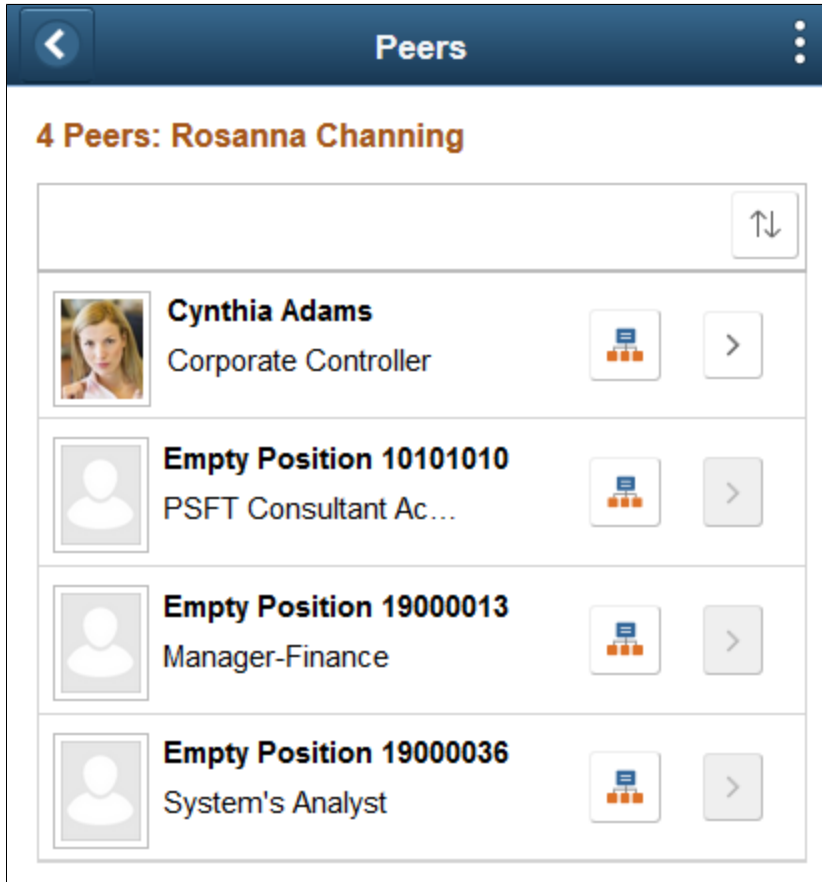 Peers
4 Peers: Rosanna Channing
Cynthia Adams
Corporate Controller
Empty Position 10101010
PSFT Consultant Ac...
Empty Position 19000013
Manager-Finance
Empty Position 19000036
System's Analyst